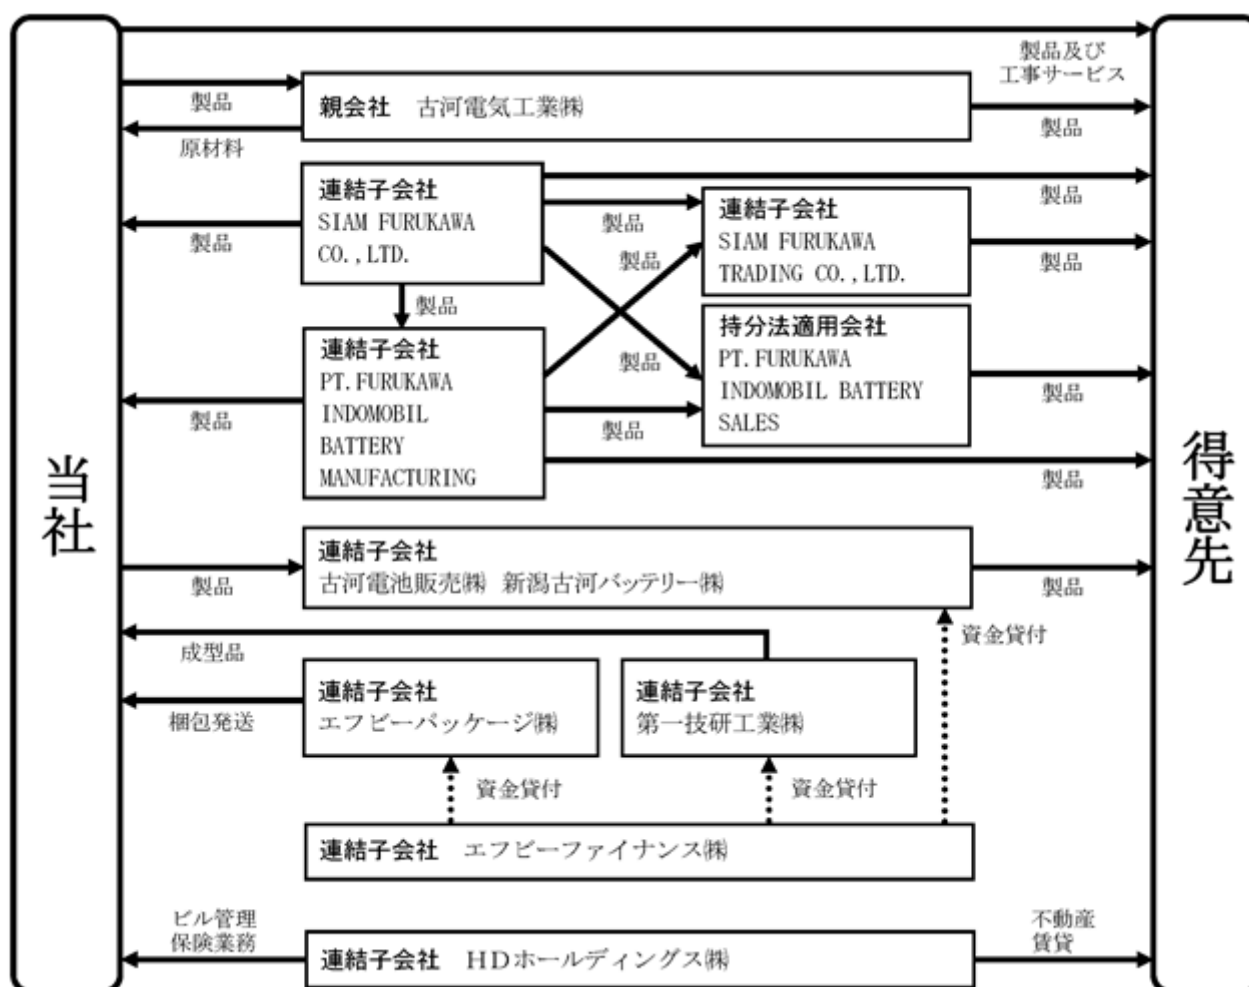 当社
製品及び
工事サービス
製品
親会社 古河電気工業㈱
製品
原材料
連結子会社
SIAM FURUKAWA
CO.,LTD.
製品
製品
製品
連結子会社
SIAM FURUKAWA
TRADING CO.,LTD.
製品
製品
製品
連結子会社
PT.FURUKAWA
INDOMOBIL
BATTERY
MANUFACTURING
製品
製品
製品
持分法適用会社
PT.FURUKAWA
INDOMOBIL BATTERY
SALES
製品
製品
得意先
連結子会社
古河電池販売㈱ 新潟古河バッテリー㈱
製品
製品
成型品
資金貸付
連結子会社
エフビーパッケージ㈱
梱包発送
連結子会社
第一技研工業㈱
資金貸付
資金貸付
連結子会社 エフビーファイナンス㈱
ビル管理
保険業務
連結子会社 HDホールディングス㈱
不動産
賃貸